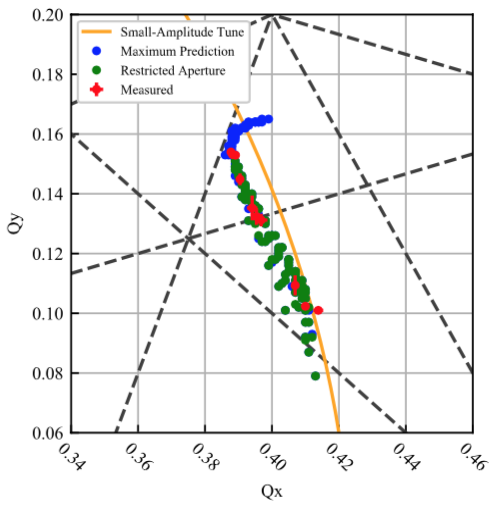 0.20
0.18
0.16
0.14
0.12
0.10
0.08
0.06
Qy
Small-Amplitude Tune
Maximum Prediction
Restricted Aperture
Measured
0.34
0.36
0.38
0.40
0.42
0.44
0.46
Qx